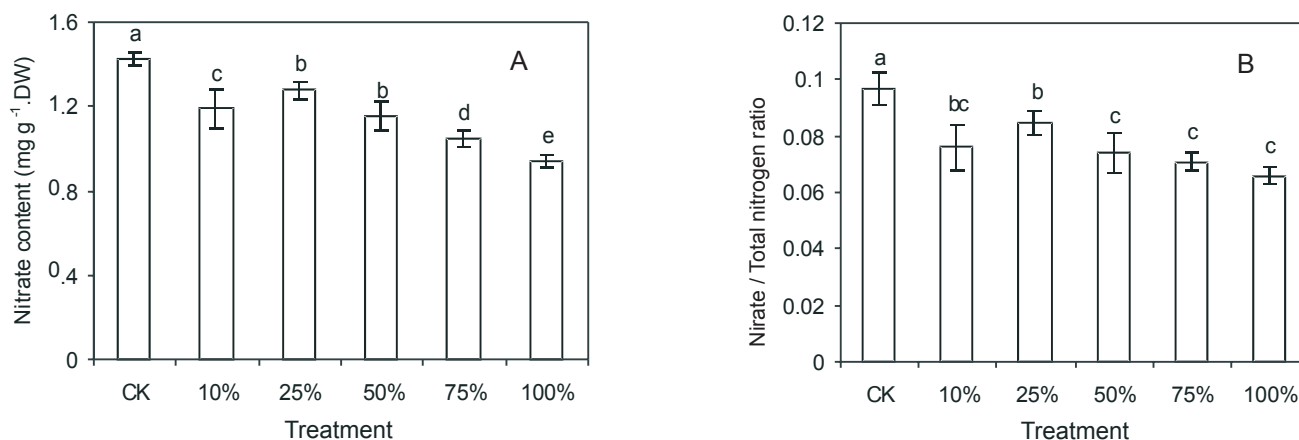 1.6
1.2
0.8
0.4
0
Nitrate content (mg g⁻¹.DW)
a
c
b
b
d
e
A
CK 10% 25% 50% 75% 100%
Treatment
0.12
0.1
0.08
0.06
0.04
0.02
0
Nirate / Total nitrogen ratio
a
bc
b
c
c
c
B
CK 10% 25% 50% 75% 100%
Treatment